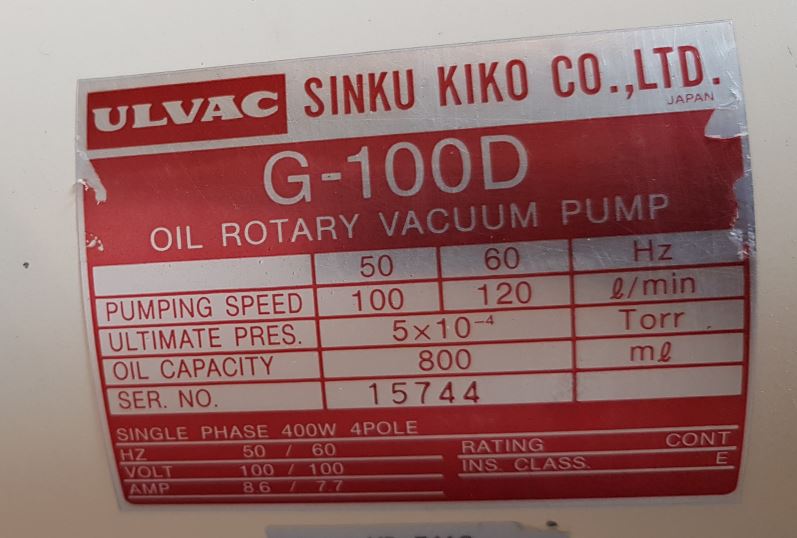 ULVAC SINKU KIKO CO.,LTD.
JAPAN
G-100D
OIL ROTARY VACUUM PUMP
50 60 Hz
PUMPING SPEED 100 120 ℓ/min
ULTIMATE PRES. 5×10⁻⁴ Torr
OIL CAPACITY 800 mℓ
SER. NO. 15744
SINGLE PHASE 400W 4POLE
HZ 50 / 60 RATING CONT
VOLT 100 / 100 INS. CLASS. E
AMP 8.6 / 7.7